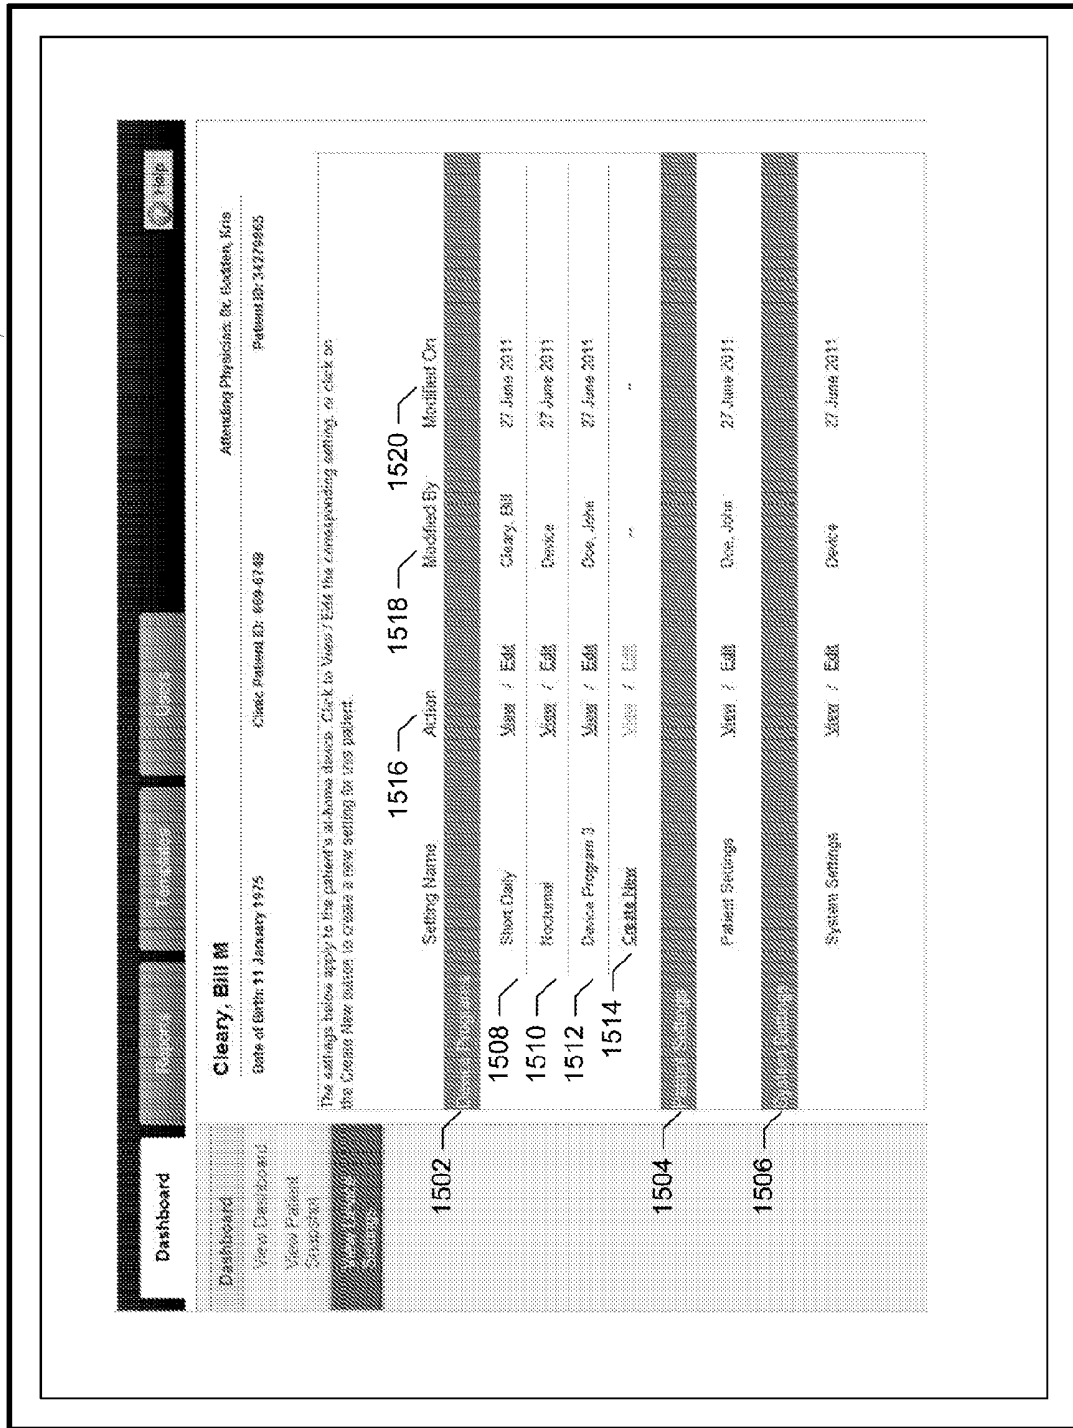 Dashboard
Help
Dashboard
View Dashboard
View Patient
Snapshot
Cleary, Bill M
Attending Physician: Dr. Bodden, Kris
Date of Birth: 11 January 1975
Clinic Patient ID: 669-6749
Patient ID: 34279865
The settings below apply to the patient's at-home device. Click to View / Edit the corresponding setting, or click on
the Create New button to create a new setting for this patient.
1516
1518
1520
Setting Name Action Modified By Modified On
1502
1508 Short Daily View / Edit Cleary, Bill 27 June 2011
1510 Nocturnal View / Edit Device 27 June 2011
1512 Device Program 3 View / Edit Doe, John 27 June 2011
1514 Create New View / Edit -- --
1504
Patient Settings View / Edit Doe, John 27 June 2011
1506
System Settings View / Edit Device 27 June 2011